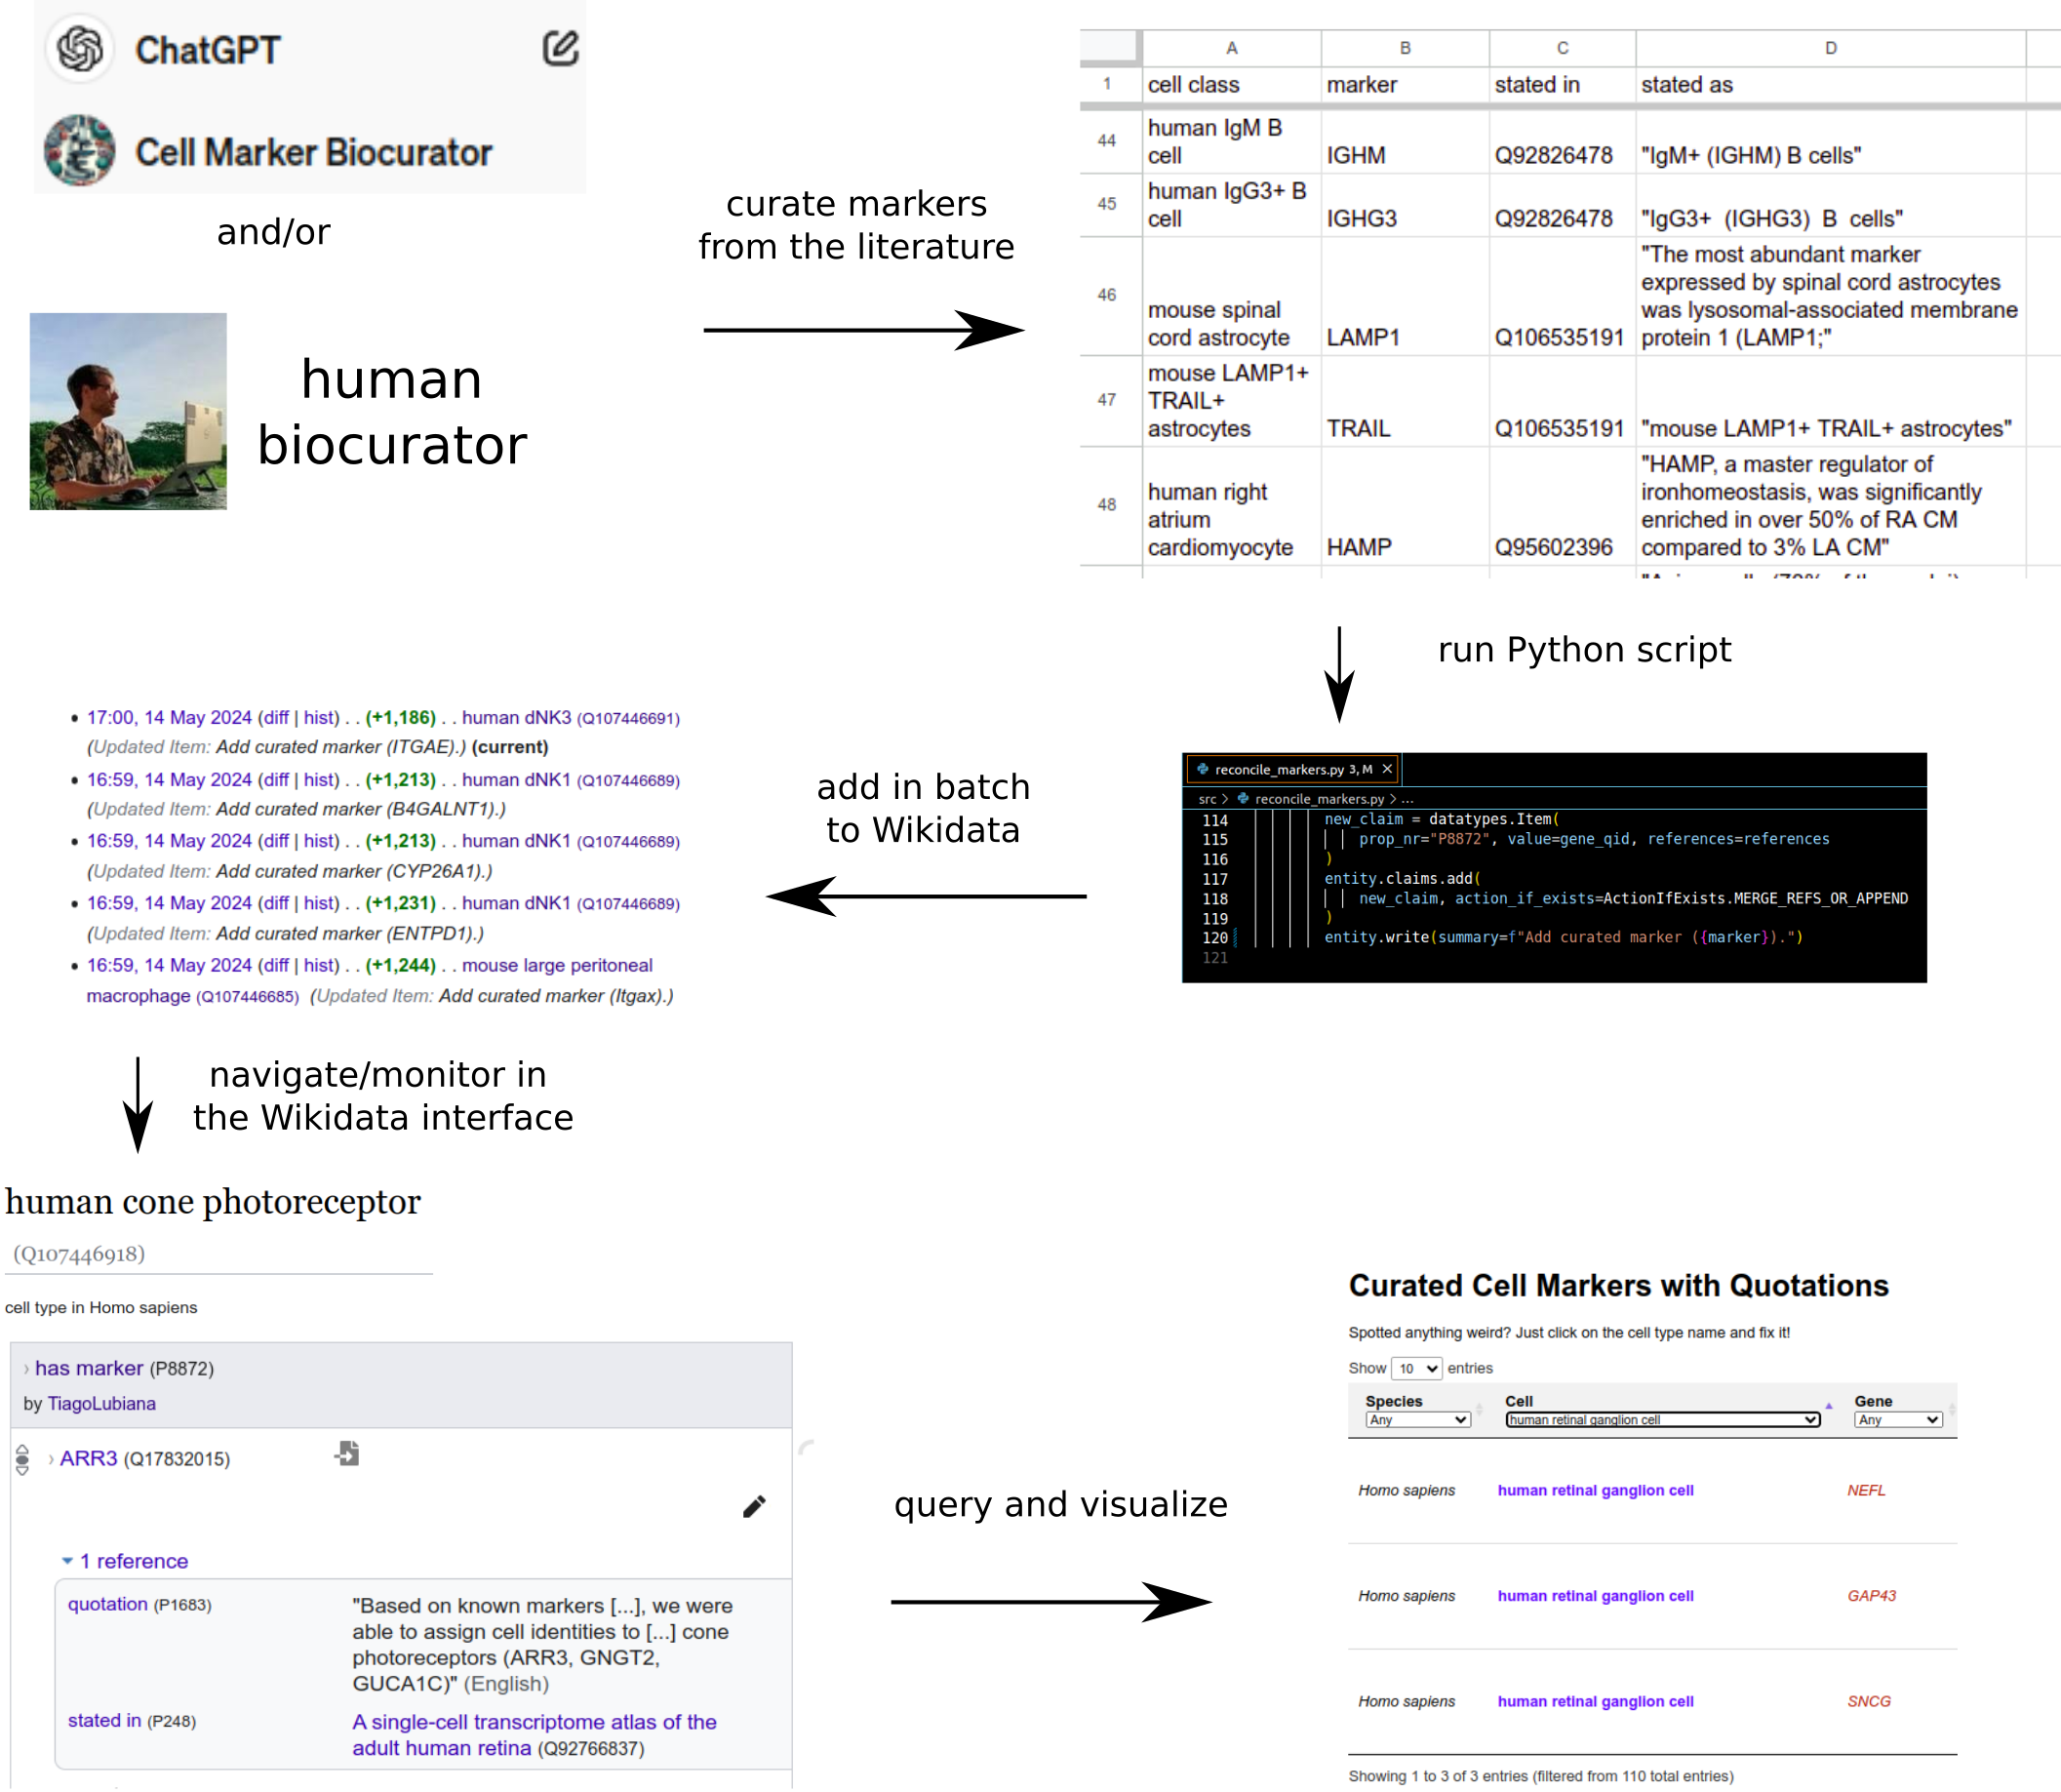 ChatGPT
Cell Marker Biocurator
and/or
human
biocurator
curate markers
from the literature
A B C D
1 cell class marker stated in stated as
44 human IgM B cell IGHM Q92826478 "IgM+ (IGHM) B cells"
45 human IgG3+ B cell IGHG3 Q92826478 "IgG3+ (IGHG3) B cells"
46 mouse spinal cord astrocyte LAMP1 Q106535191 "The most abundant marker expressed by spinal cord astrocytes was lysosomal-associated membrane protein 1 (LAMP1;"
47 mouse LAMP1+ TRAIL+ astrocytes TRAIL Q106535191 "mouse LAMP1+ TRAIL+ astrocytes"
48 human right atrium cardiomyocyte HAMP Q95602396 "HAMP, a master regulator of ironhomeostasis, was significantly enriched in over 50% of RA CM compared to 3% LA CM"
run Python script
reconcile_markers.py 3, M ×
src > reconcile_markers.py > ...
114 new_claim = datatypes.Item(
115 prop_nr="P8872", value=gene_qid, references=references
116 )
117 entity.claims.add(
118 new_claim, action_if_exists=ActionIfExists.MERGE_REFS_OR_APPEND
119 )
120 entity.write(summary=f"Add curated marker ({marker}).")
121
add in batch
to Wikidata
• 17:00, 14 May 2024 (diff | hist) . . (+1,186) . . human dNK3 (Q107446691)
(Updated Item: Add curated marker (ITGAE).) (current)
• 16:59, 14 May 2024 (diff | hist) . . (+1,213) . . human dNK1 (Q107446689)
(Updated Item: Add curated marker (B4GALNT1).)
• 16:59, 14 May 2024 (diff | hist) . . (+1,213) . . human dNK1 (Q107446689)
(Updated Item: Add curated marker (CYP26A1).)
• 16:59, 14 May 2024 (diff | hist) . . (+1,231) . . human dNK1 (Q107446689)
(Updated Item: Add curated marker (ENTPD1).)
• 16:59, 14 May 2024 (diff | hist) . . (+1,244) . . mouse large peritoneal
macrophage (Q107446685) (Updated Item: Add curated marker (Itgax).)
navigate/monitor in
the Wikidata interface
human cone photoreceptor
(Q107446918)
cell type in Homo sapiens
› has marker (P8872)
by TiagoLubiana
› ARR3 (Q17832015)
1 reference
quotation (P1683)
"Based on known markers [...], we were
able to assign cell identities to [...] cone
photoreceptors (ARR3, GNGT2,
GUCA1C)" (English)
stated in (P248)
A single-cell transcriptome atlas of the
adult human retina (Q92766837)
query and visualize
Curated Cell Markers with Quotations
Spotted anything weird? Just click on the cell type name and fix it!
Show 10 entries
Species Cell Gene
Any human retinal ganglion cell Any
Homo sapiens human retinal ganglion cell NEFL
Homo sapiens human retinal ganglion cell GAP43
Homo sapiens human retinal ganglion cell SNCG
Showing 1 to 3 of 3 entries (filtered from 110 total entries)